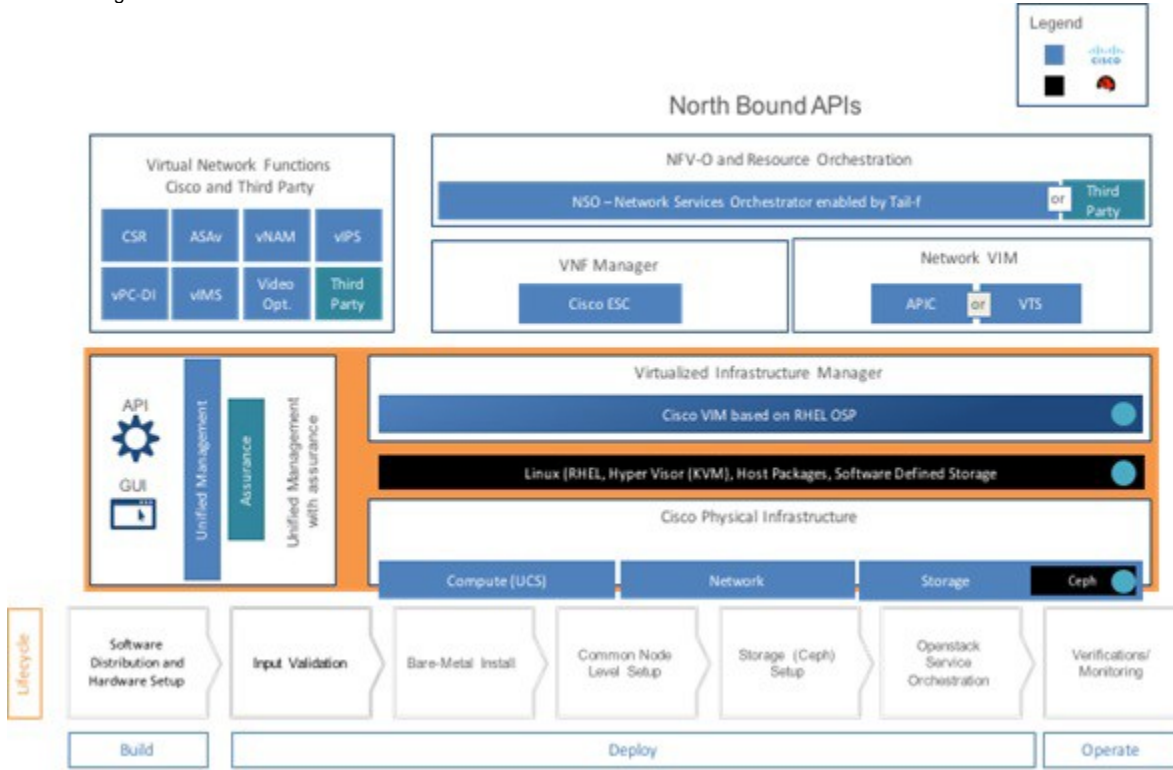 Legend
cisco
North Bound APIs
Virtual Network Functions
Cisco and Third Party
CSR
ASAv
vNAM
vIPS
vPC-DI
vIMS
Video
Opt.
Third
Party
NFV-O and Resource Orchestration
NSO – Network Services Orchestrator enabled by Tail-f
or
Third
Party
VNF Manager
Cisco ESC
Network VIM
APIC
or
VTS
API
GUI
Unified Management
Assurance
Unified Management
with assurance
Virtualized Infrastructure Manager
Cisco VIM based on RHEL OSP
Linux (RHEL, Hyper Visor (KVM), Host Packages, Software Defined Storage
Cisco Physical Infrastructure
Compute (UCS)
Network
Storage
Ceph
Lifecycle
Software
Distribution and
Hardware Setup
Input Validation
Bare-Metal Install
Common Node
Level Setup
Storage (Ceph)
Setup
Openstack
Service
Orchestration
Verifications/
Monitoring
Build
Deploy
Operate